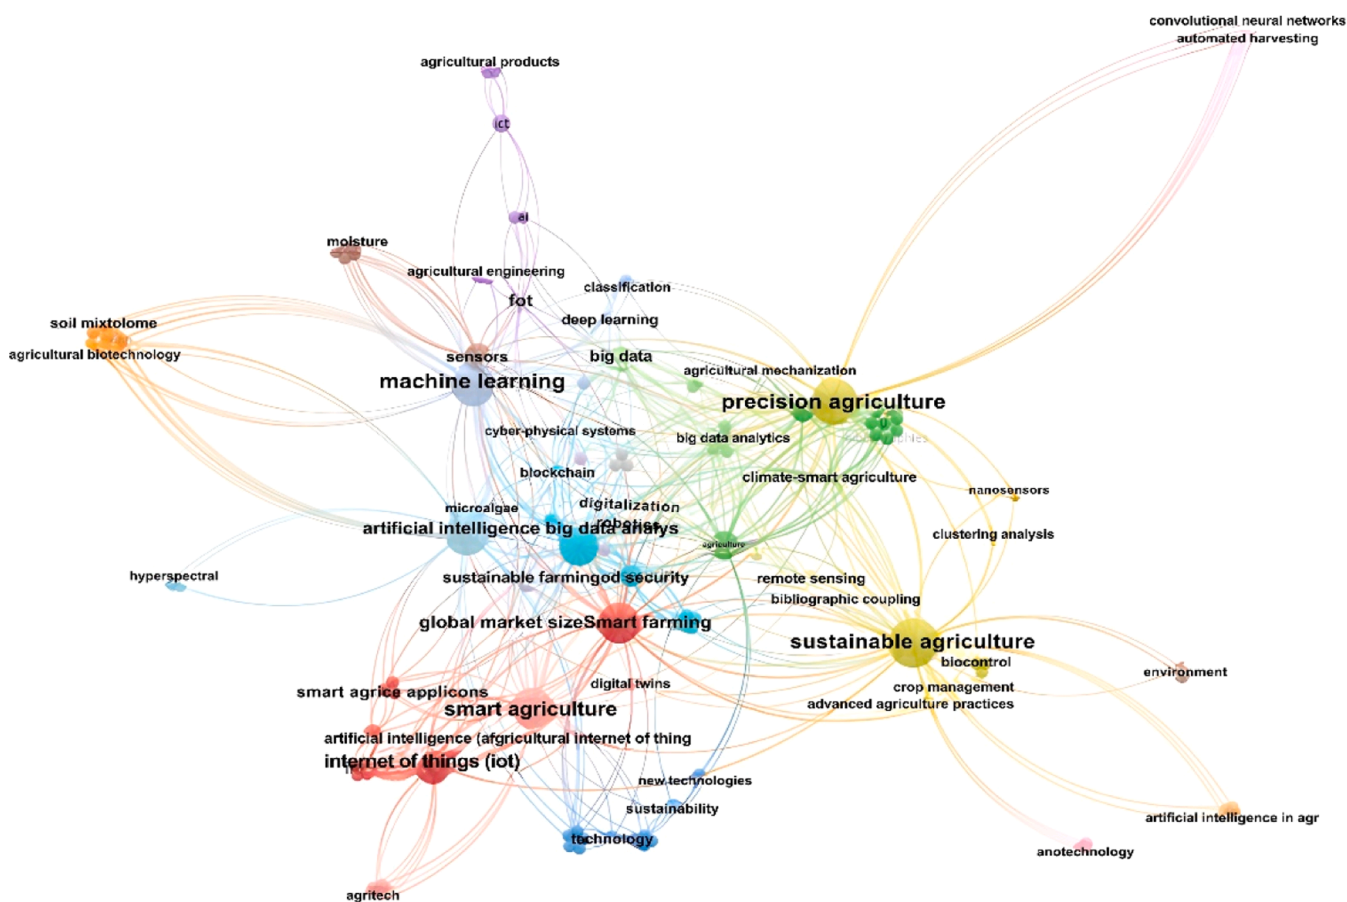 convolutional neural networks
automated harvesting
agricultural products
ict
ai
moisture
agricultural engineering
fot
classification
deep learning
soil mixtolome
agricultural biotechnology
sensors
big data
machine learning
agricultural mechanization
precision agriculture
cyber-physical systems
big data analytics
blockchain
climate-smart agriculture
nanosensors
microalgae
digitalization
robotics
artificial intelligence big data analys
agriculture
clustering analysis
hyperspectral
sustainable farmingod security
remote sensing
bibliographic coupling
global market sizeSmart farming
sustainable agriculture
biocontrol
environment
smart agrice applicons
digital twins
crop management
smart agriculture
advanced agriculture practices
artificial intelligence (afgricultural internet of thing
internet of things (iot)
new technologies
sustainability
technology
artificial intelligence in agr
anotechnology
agritech